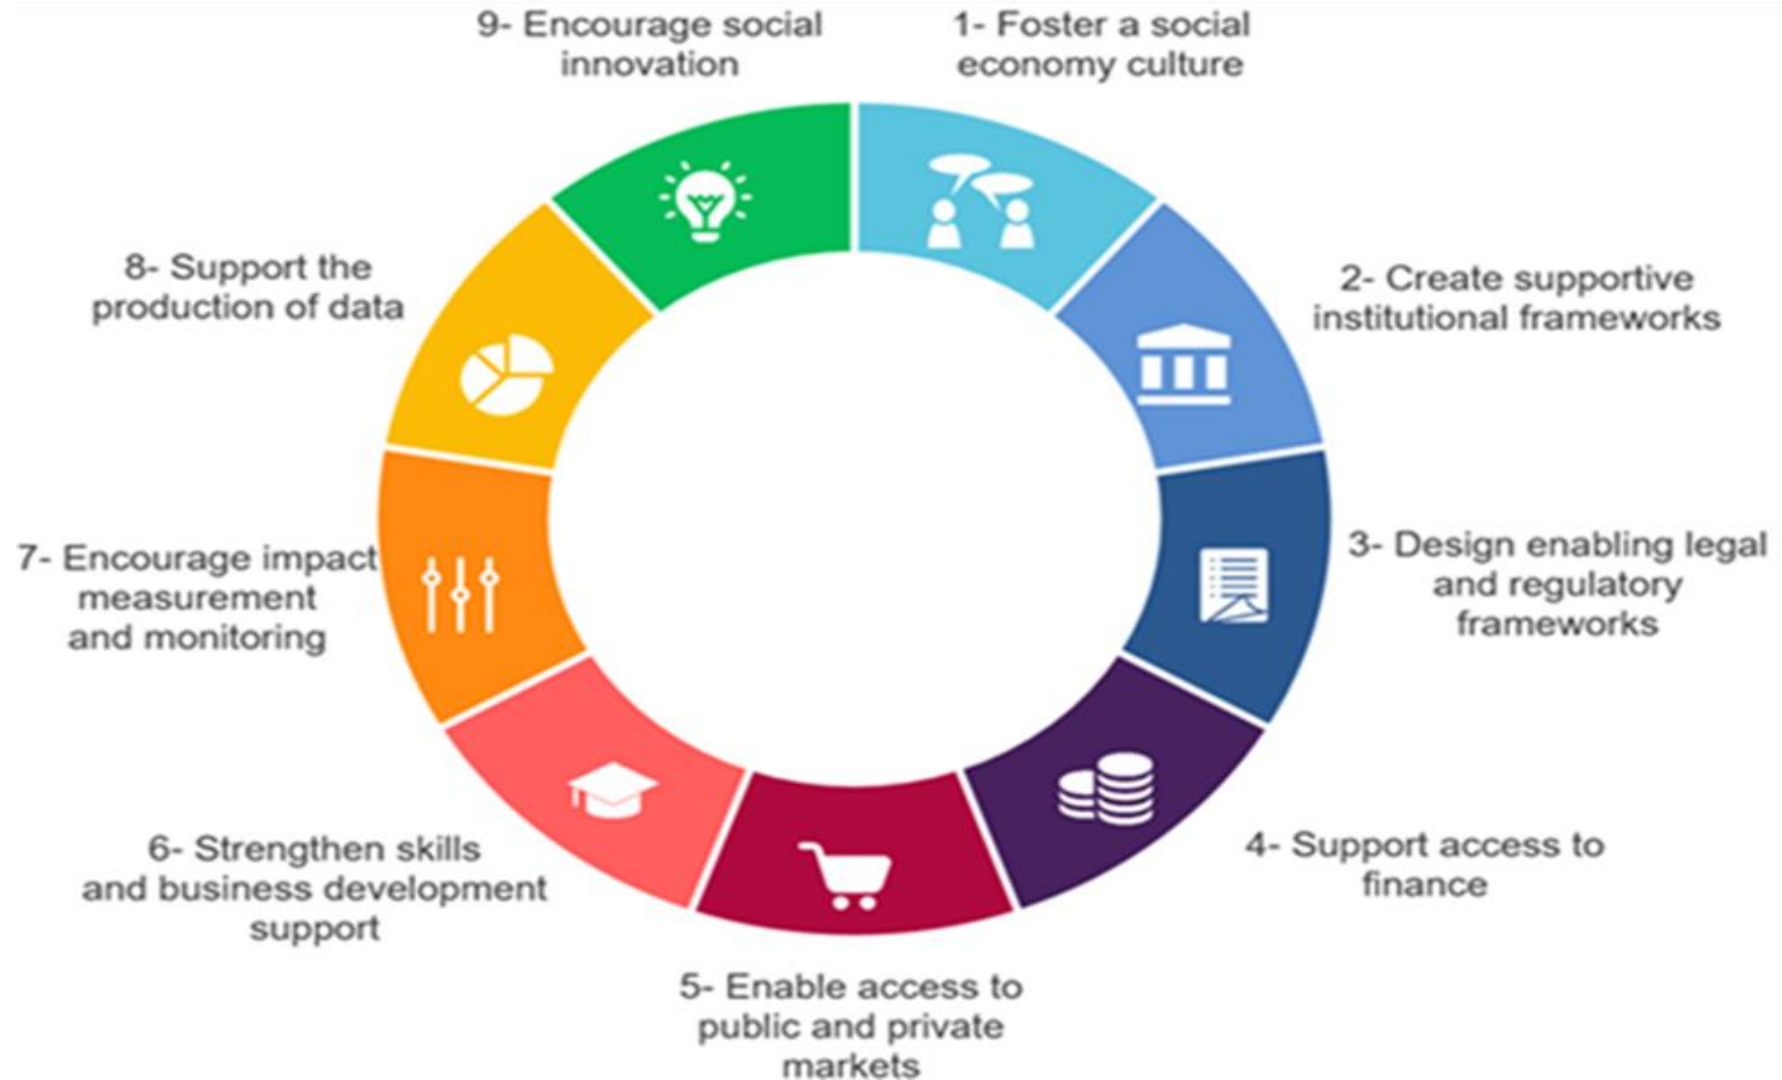 9- Encourage social
innovation
1- Foster a social
economy culture
2- Create supportive
institutional frameworks
3- Design enabling legal
and regulatory
frameworks
4- Support access to
finance
5- Enable access to
public and private
markets
6- Strengthen skills
and business development
support
7- Encourage impact
measurement
and monitoring
8- Support the
production of data